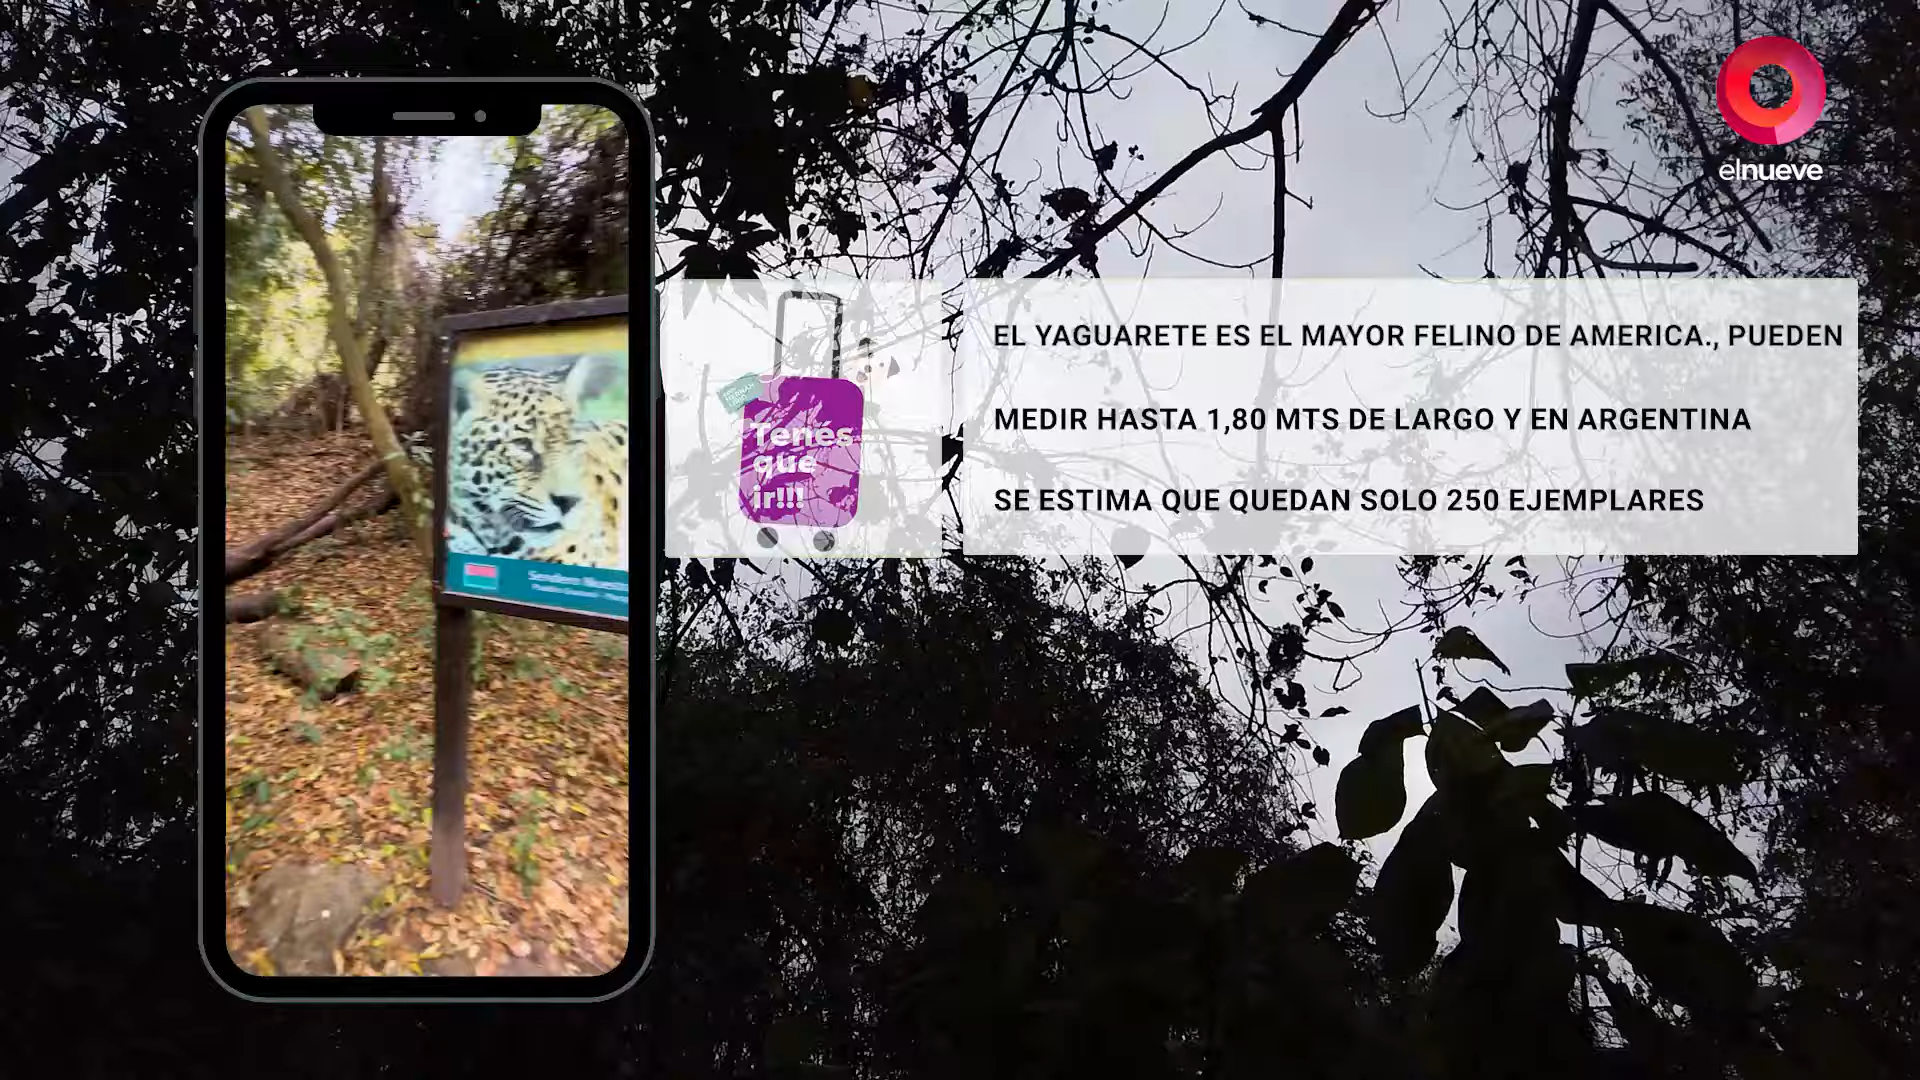 elnueve
EL YAGUARETE ES EL MAYOR FELINO DE AMERICA., PUEDEN
MEDIR HASTA 1,80 MTS DE LARGO Y EN ARGENTINA
SE ESTIMA QUE QUEDAN SOLO 250 EJEMPLARES
Tenés
que
ir!!!
Sendero